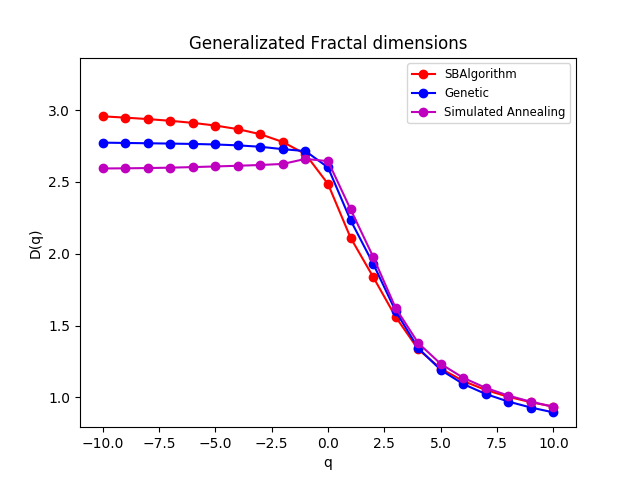 Generalizated Fractal dimensions
SBAlgorithm
Genetic
Simulated Annealing
D(q)
3.0
2.5
2.0
1.5
1.0
−10.0 −7.5 −5.0 −2.5 0.0 2.5 5.0 7.5 10.0
q